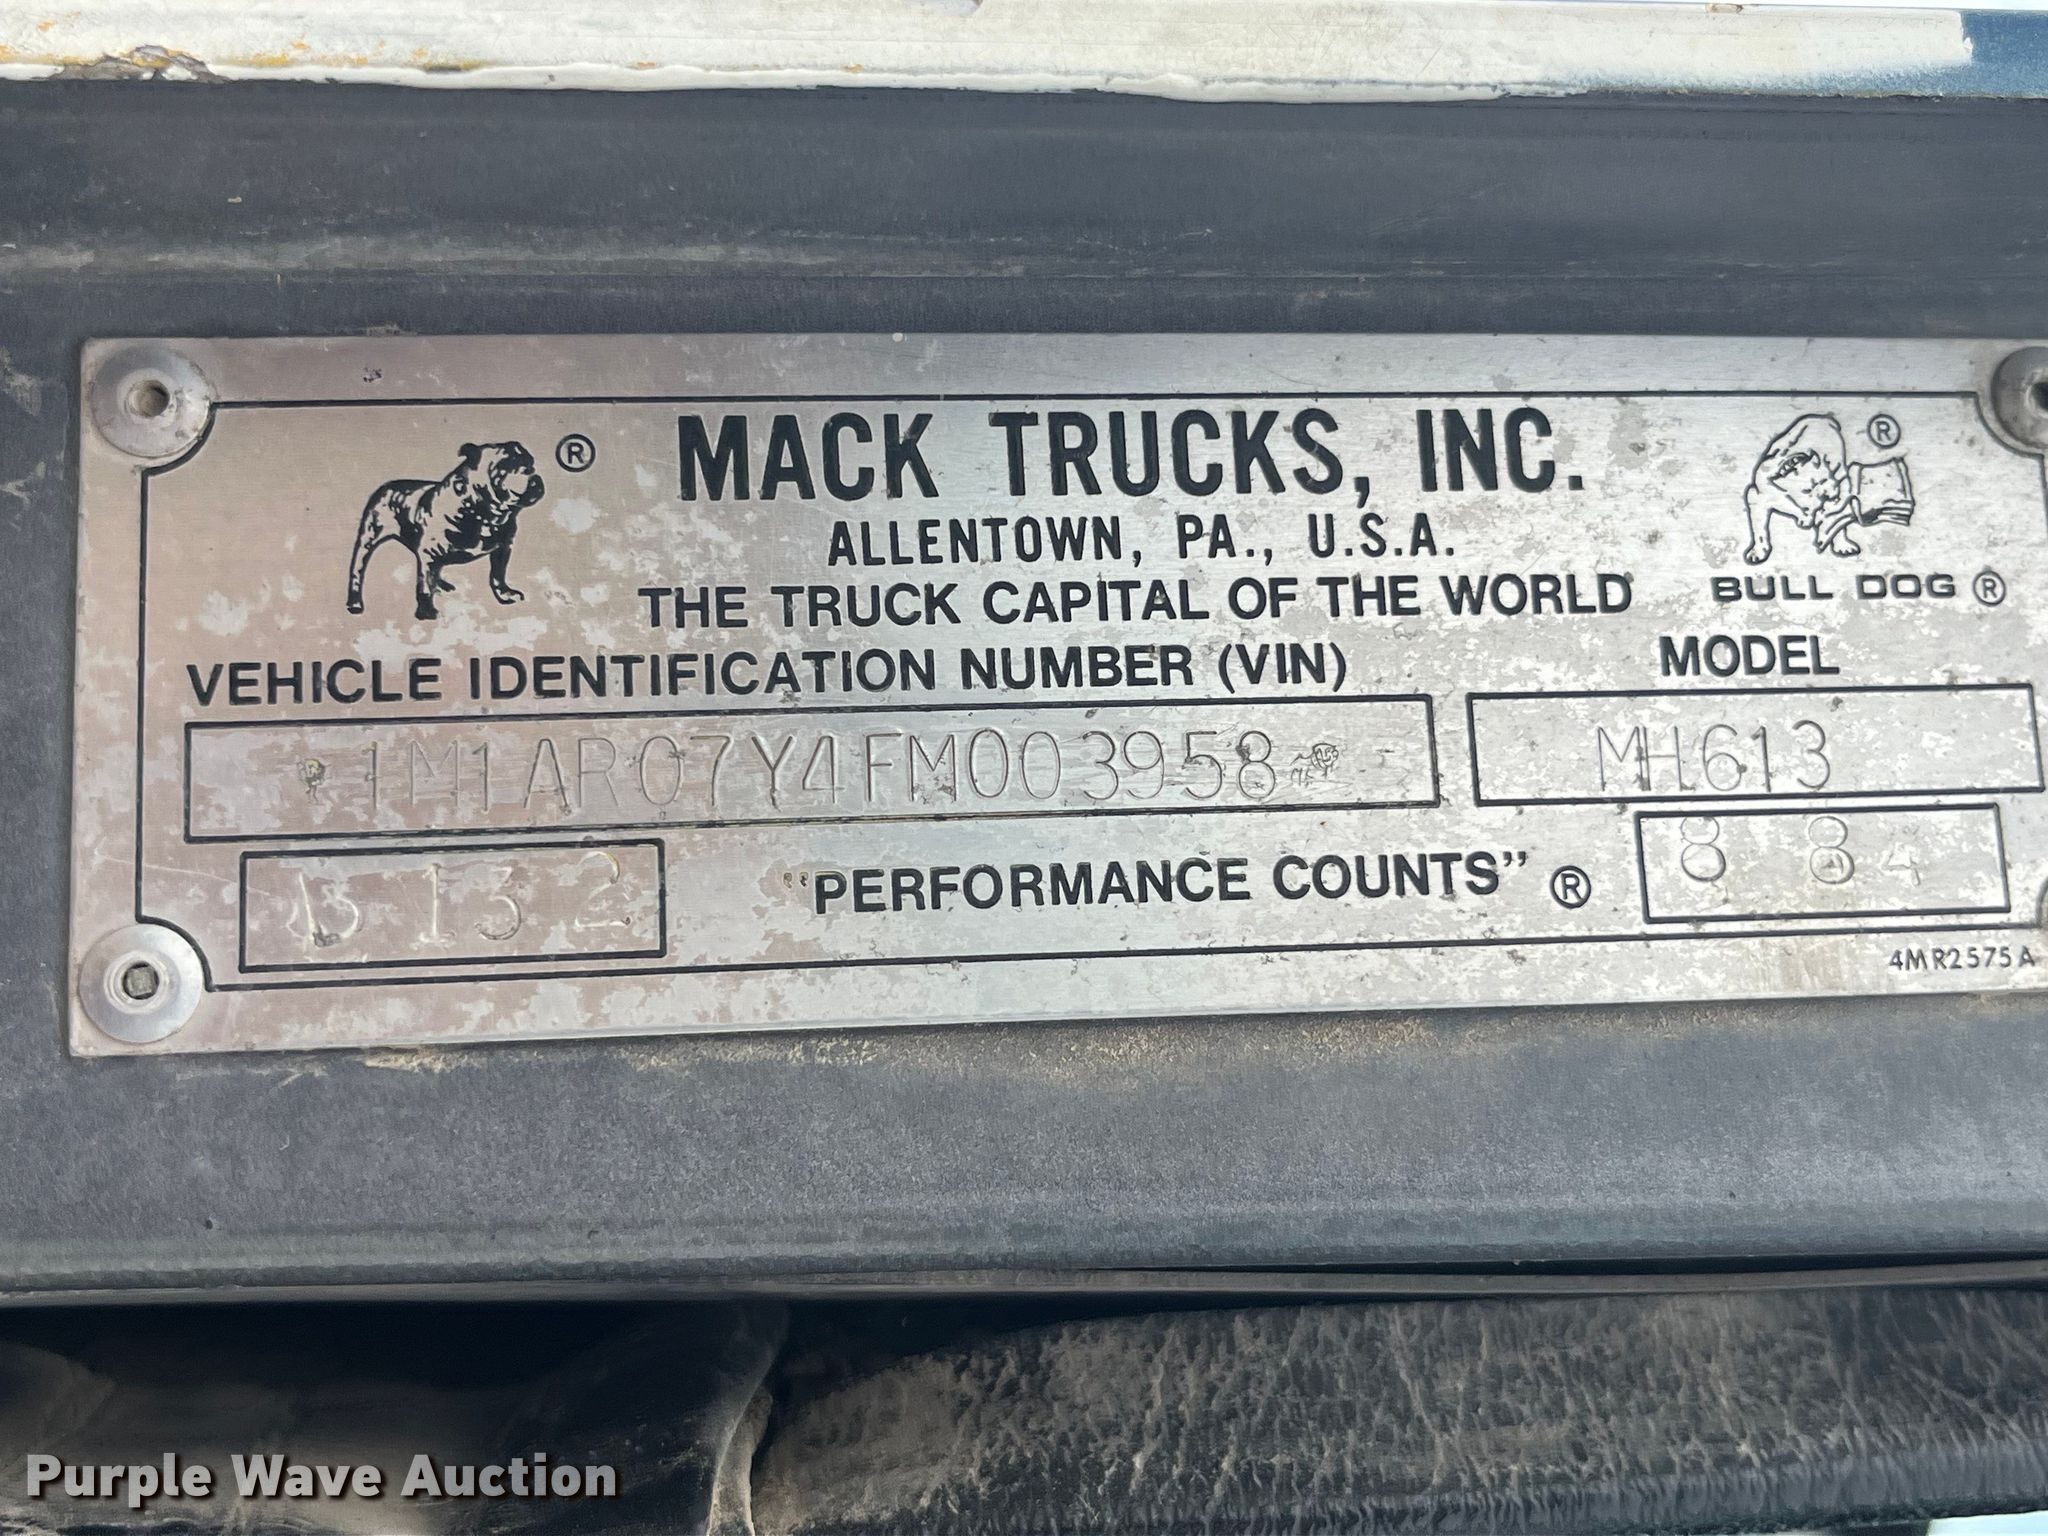 MACK TRUCKS, INC.
ALLENTOWN, PA., U.S.A.
THE TRUCK CAPITAL OF THE WORLD
®
®
BULL DOG ®
VEHICLE IDENTIFICATION NUMBER (VIN)
MODEL
1M1AR07Y4FM003958
MH613
132
"PERFORMANCE COUNTS" ®
8 84
4MR2575A
Purple Wave Auction